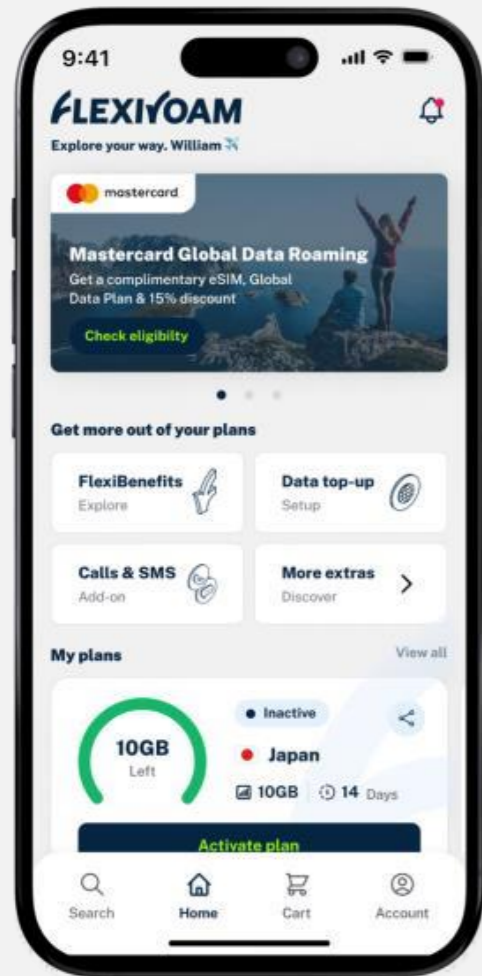 9:41
FLEXIROAM
Explore your way. William
mastercard
Mastercard Global Data Roaming
Get a complimentary eSIM, Global
Data Plan & 15% discount
Check eligibilty
Get more out of your plans
FlexiBenefits
Explore
Data top-up
Setup
Calls & SMS
Add-on
More extras
Discover
My plans
View all
10GB
Left
Inactive
Japan
10GB
14 Days
Activate plan
Search
Home
Cart
Account